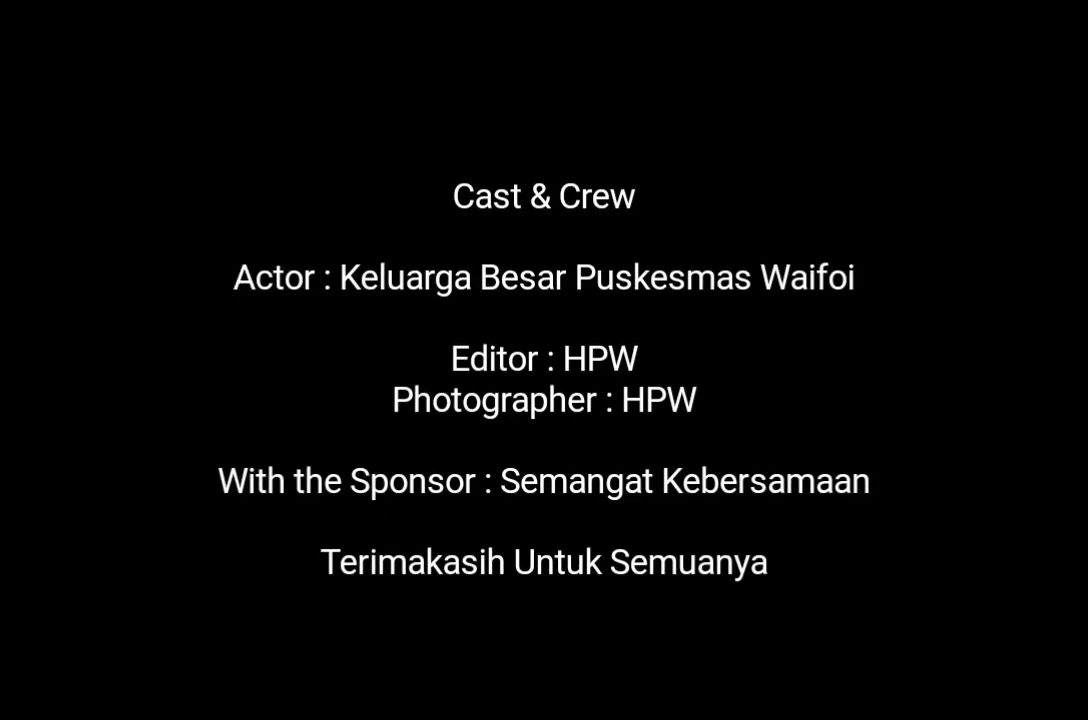 Cast & Crew
Actor : Keluarga Besar Puskesmas Waifoi
Editor : HPW
Photographer : HPW
With the Sponsor : Semangat Kebersamaan
Terimakasih Untuk Semuanya